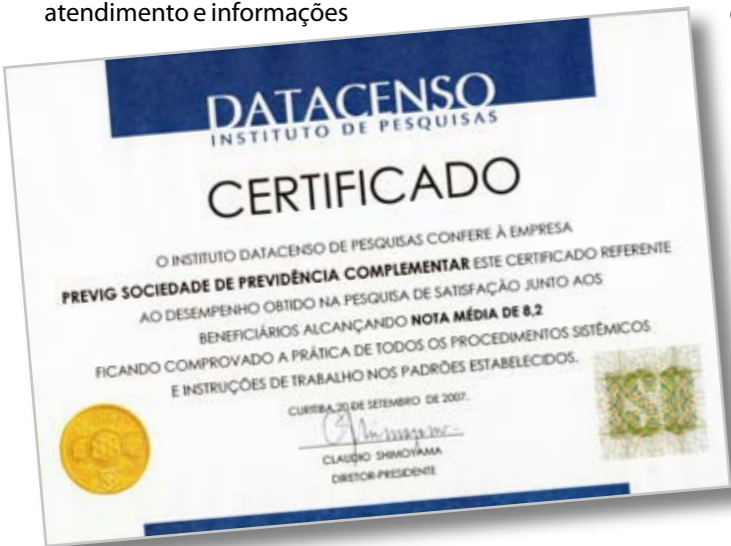 atendimento e informações
DATACENSO
INSTITUTO DE PESQUISAS
CERTIFICADO
O INSTITUTO DATACENSO DE PESQUISAS CONFERE À EMPRESA
PREVIG SOCIEDADE DE PREVIDÊNCIA COMPLEMENTAR ESTE CERTIFICADO REFERENTE
AO DESEMPENHO OBTIDO NA PESQUISA DE SATISFAÇÃO JUNTO AOS
BENEFICIÁRIOS ALCANÇANDO NOTA MÉDIA DE 8,2
FICANDO COMPROVADO A PRÁTICA DE TODOS OS PROCEDIMENTOS SISTÊMICOS
E INSTRUÇÕES DE TRABALHO NOS PADRÕES ESTABELECIDOS.
CURITIBA, 20 DE SETEMBRO DE 2007.
CLAUDIO SHIMOYAMA
DIRETOR-PRESIDENTE